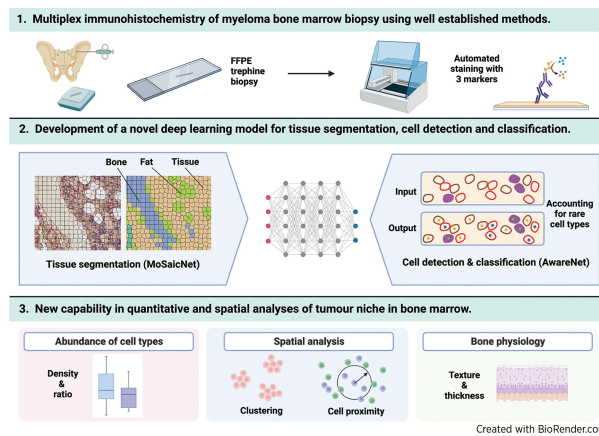 1. Multiplex immunohistochemistry of myeloma bone marrow biopsy using well established methods.
FFPE
trephine
biopsy
Automated
staining with
3 markers
2. Development of a novel deep learning model for tissue segmentation, cell detection and classification.
Bone Fat Tissue
Tissue segmentation (MoSaicNet)
Input
Output
Accounting
for rare
cell types
Cell detection & classification (AwareNet)
3. New capability in quantitative and spatial analyses of tumour niche in bone marrow.
Abundance of cell types
Density
&
ratio
Spatial analysis
Clustering
Cell proximity
Bone physiology
Texture
&
thickness
Created with BioRender.co